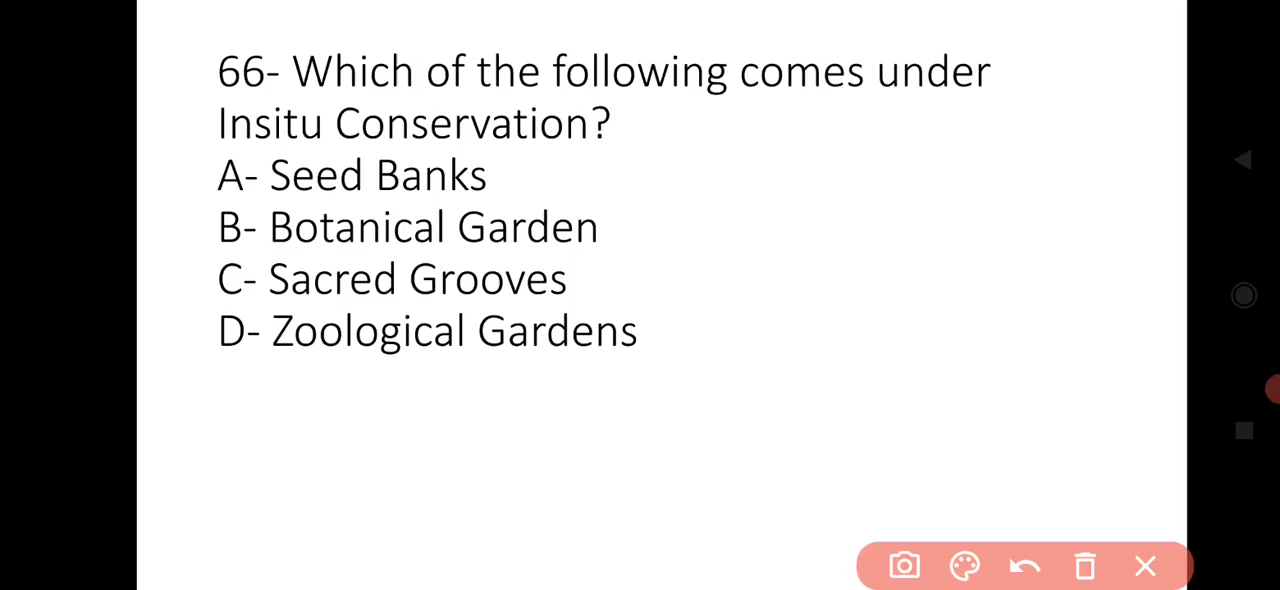 66- Which of the following comes under
Insitu Conservation?
A- Seed Banks
B- Botanical Garden
C- Sacred Grooves
D- Zoological Gardens